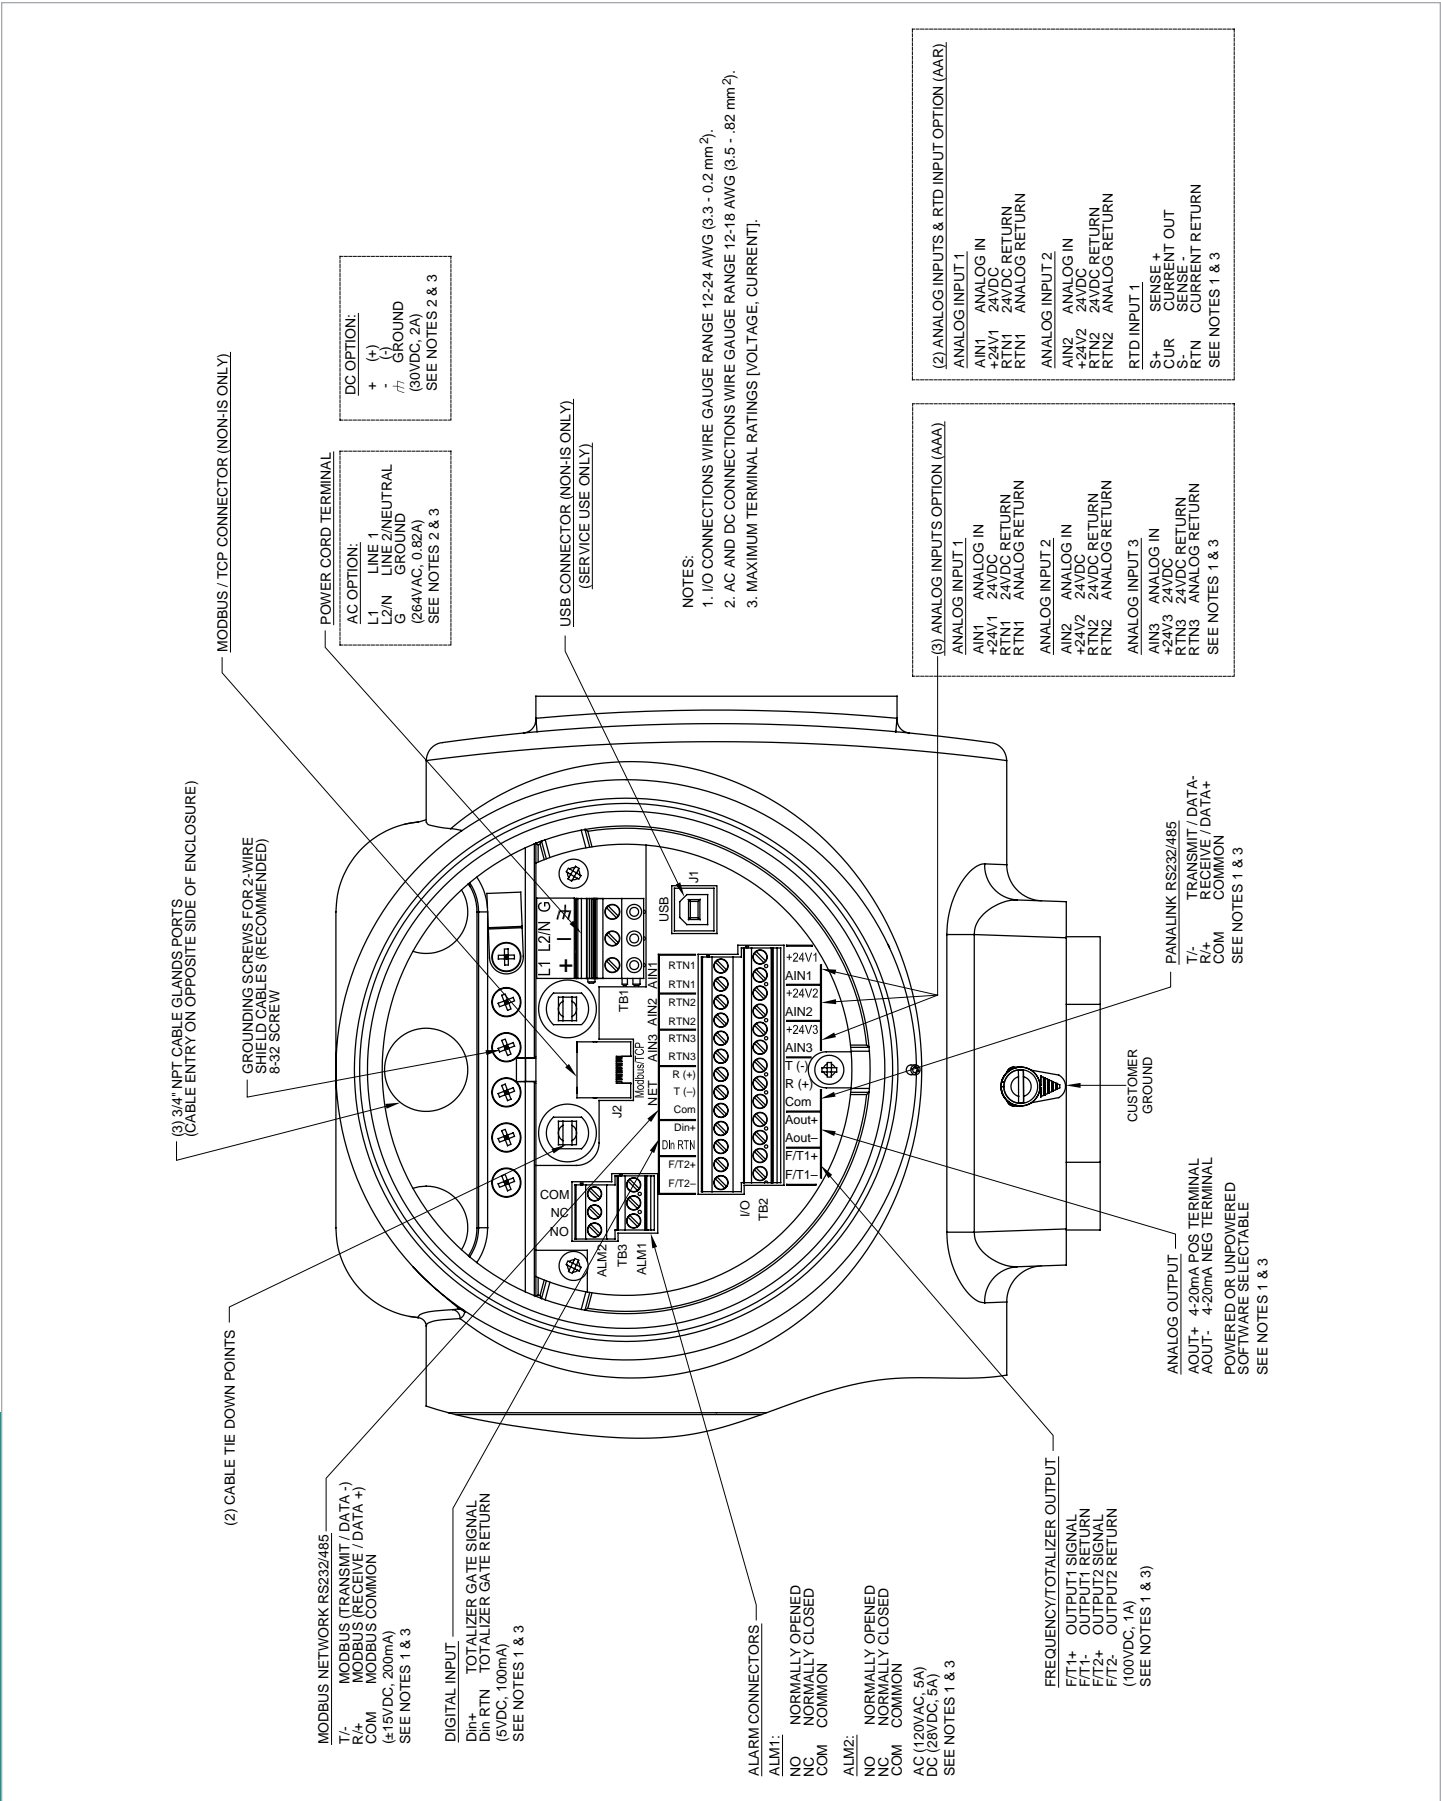 (3) 3/4" NPT CABLE GLANDS PORTS
(CABLE ENTRY ON OPPOSITE SIDE OF ENCLOSURE)
GROUNDING SCREWS FOR 2-WIRE
SHIELD CABLES (RECOMMENDED)
8-32 SCREW
MODBUS / TCP CONNECTOR (NON-IS ONLY)
POWER CORD TERMINAL
AC OPTION:
L1 LINE 1
L2/N LINE 2/NEUTRAL
G GROUND
(264VAC, 0.82A)
SEE NOTES 2 & 3
DC OPTION:
+ (+)
- (-)
GROUND
(30VDC, 2A)
SEE NOTES 2 & 3
USB CONNECTOR (NON-IS ONLY)
(SERVICE USE ONLY)
NOTES:
1. I/O CONNECTIONS WIRE GAUGE RANGE 12-24 AWG (3.3 - 0.2 mm²).
2. AC AND DC CONNECTIONS WIRE GAUGE RANGE 12-18 AWG (3.5 - .82 mm²).
3. MAXIMUM TERMINAL RATINGS [VOLTAGE, CURRENT].
(3) ANALOG INPUTS OPTION (AAA)
ANALOG INPUT 1
AIN1 ANALOG IN
+24V1 24VDC
RTN1 24VDC RETURN
RTN1 ANALOG RETURN
ANALOG INPUT 2
AIN2 ANALOG IN
+24V2 24VDC
RTN2 24VDC RETURN
RTN2 ANALOG RETURN
ANALOG INPUT 3
AIN3 ANALOG IN
+24V3 24VDC
RTN3 24VDC RETURN
RTN3 ANALOG RETURN
SEE NOTES 1 & 3
(2) ANALOG INPUTS & RTD INPUT OPTION (AAR)
ANALOG INPUT 1
AIN1 ANALOG IN
+24V1 24VDC
RTN1 24VDC RETURN
RTN1 ANALOG RETURN
ANALOG INPUT 2
AIN2 ANALOG IN
+24V2 24VDC
RTN2 24VDC RETURN
RTN2 ANALOG RETURN
RTD INPUT 1
S+ SENSE +
CUR CURRENT OUT
S- SENSE -
RTN CURRENT RETURN
SEE NOTES 1 & 3
(2) CABLE TIE DOWN POINTS
MODBUS NETWORK RS232/485
T/- MODBUS (TRANSMIT / DATA -)
R/+ MODBUS (RECEIVE / DATA +)
COM MODBUS COMMON
(±15VDC, 200mA)
SEE NOTES 1 & 3
DIGITAL INPUT
Din+ TOTALIZER GATE SIGNAL
Din RTN TOTALIZER GATE RETURN
(5VDC, 100mA)
SEE NOTES 1 & 3
ALARM CONNECTORS
ALM1:
NO NORMALLY OPENED
NC NORMALLY CLOSED
COM COMMON
ALM2:
NO NORMALLY OPENED
NC NORMALLY CLOSED
COM COMMON
AC (120VAC, 5A)
DC (28VDC, 5A)
SEE NOTES 1 & 3
FREQUENCY/TOTALIZER OUTPUT
F/T1+ OUTPUT1 SIGNAL
F/T1- OUTPUT1 RETURN
F/T2+ OUTPUT2 SIGNAL
F/T2- OUTPUT2 RETURN
(100VDC, 1A)
SEE NOTES 1 & 3)
ANALOG OUTPUT
AOUT+ 4-20mA POS TERMINAL
AOUT- 4-20mA NEG TERMINAL
POWERED OR UNPOWERED
SOFTWARE SELECTABLE
SEE NOTES 1 & 3
CUSTOMER
GROUND
PANALINK RS232/485
T/- TRANSMIT / DATA-
R/+ RECEIVE / DATA+
COM COMMON
SEE NOTES 1 & 3
L1 L2/N G
+ −
TB1
USB
J1
J2
Modbus/TCP
COM
NC
NO
ALM2
TB3
ALM1
NET
AIN3
AIN2
AIN1
F/T2–
F/T2+
DIn RTN
Din+
Com
T (–)
R (+)
RTN3
RTN3
RTN2
RTN2
RTN1
RTN1
I/O
TB2
F/T1–
F/T1+
Aout–
Aout+
Com
R (+)
T (-)
AIN3
+24V3
AIN2
+24V2
AIN1
+24V1